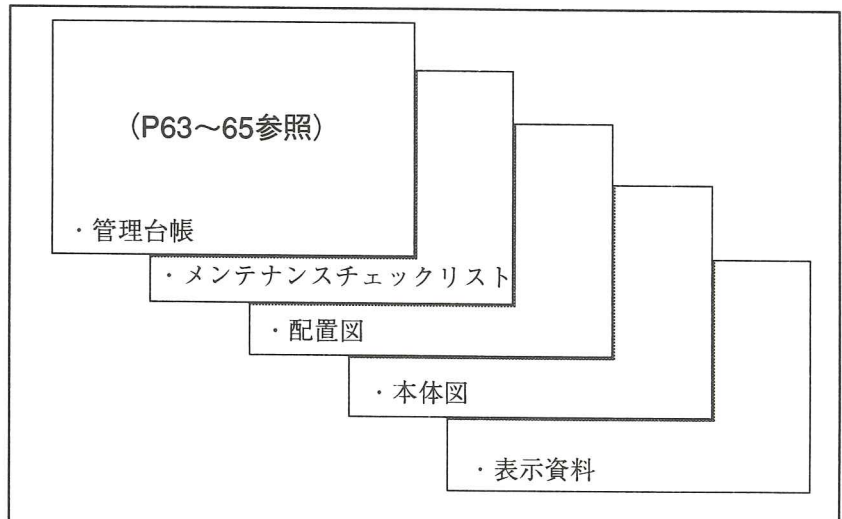 (P63～65参照)
・管理台帳
・メンテナンスチェックリスト
・配置図
・本体図
・表示資料